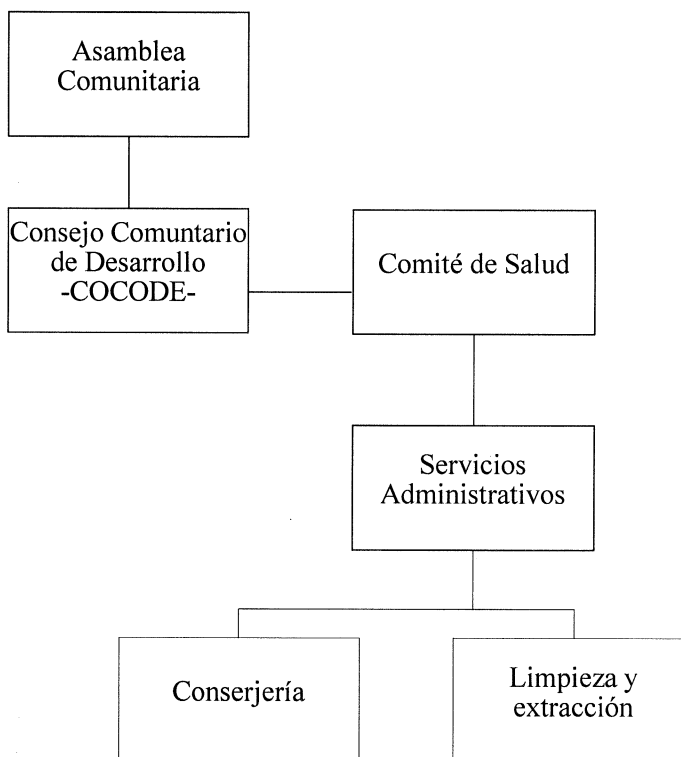 Asamblea
Comunitaria
Consejo Comuntario
de Desarrollo
-COCODE-
Comité de Salud
Servicios
Administrativos
Conserjería
Limpieza y
extracción